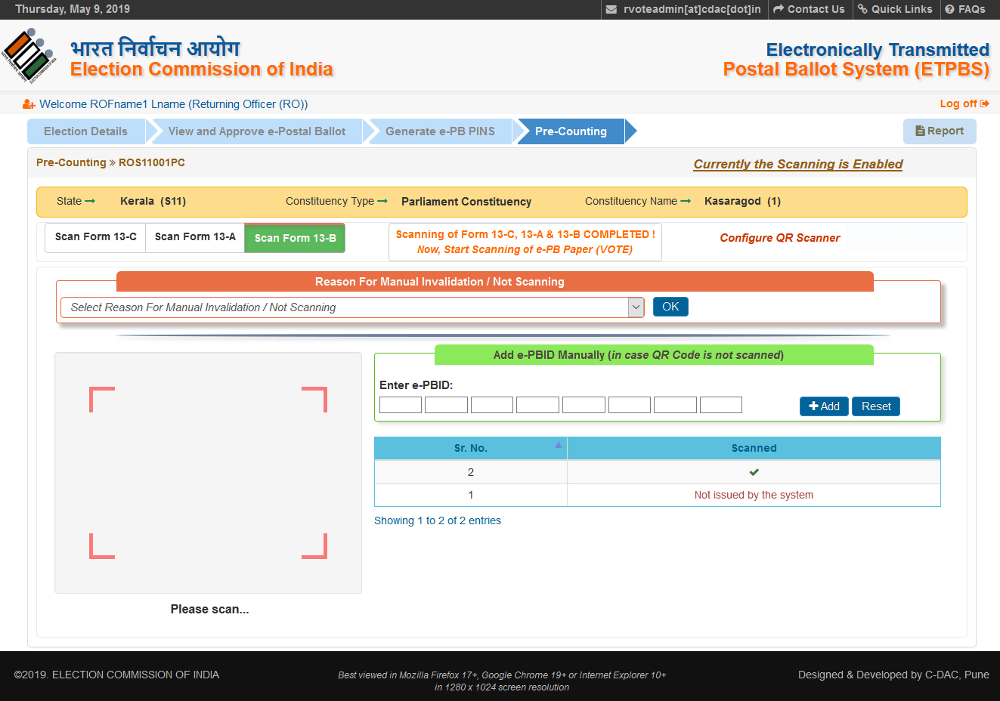 Thursday, May 9, 2019
rvoteadmin[at]cdac[dot]in
Contact Us
Quick Links
FAQs
भारत निर्वाचन आयोग
Election Commission of India
Electronically Transmitted
Postal Ballot System (ETPBS)
Welcome ROFname1 Lname (Returning Officer (RO))
Log off
Election Details
View and Approve e-Postal Ballot
Generate e-PB PINS
Pre-Counting
Report
Pre-Counting » ROS11001PC
Currently the Scanning is Enabled
State → Kerala (S11)
Constituency Type → Parliament Constituency
Constituency Name → Kasaragod (1)
Scan Form 13-C
Scan Form 13-A
Scan Form 13-B
Scanning of Form 13-C, 13-A & 13-B COMPLETED !
Now, Start Scanning of e-PB Paper (VOTE)
Configure QR Scanner
Reason For Manual Invalidation / Not Scanning
Select Reason For Manual Invalidation / Not Scanning
OK
Add e-PBID Manually (in case QR Code is not scanned)
Enter e-PBID:
Add
Reset
Sr. No. Scanned
2 ✔
1 Not issued by the system
Showing 1 to 2 of 2 entries
Please scan...
©2019. ELECTION COMMISSION OF INDIA
Best viewed in Mozilla Firefox 17+, Google Chrome 19+ or Internet Explorer 10+
in 1280 x 1024 screen resolution
Designed & Developed by C-DAC, Pune